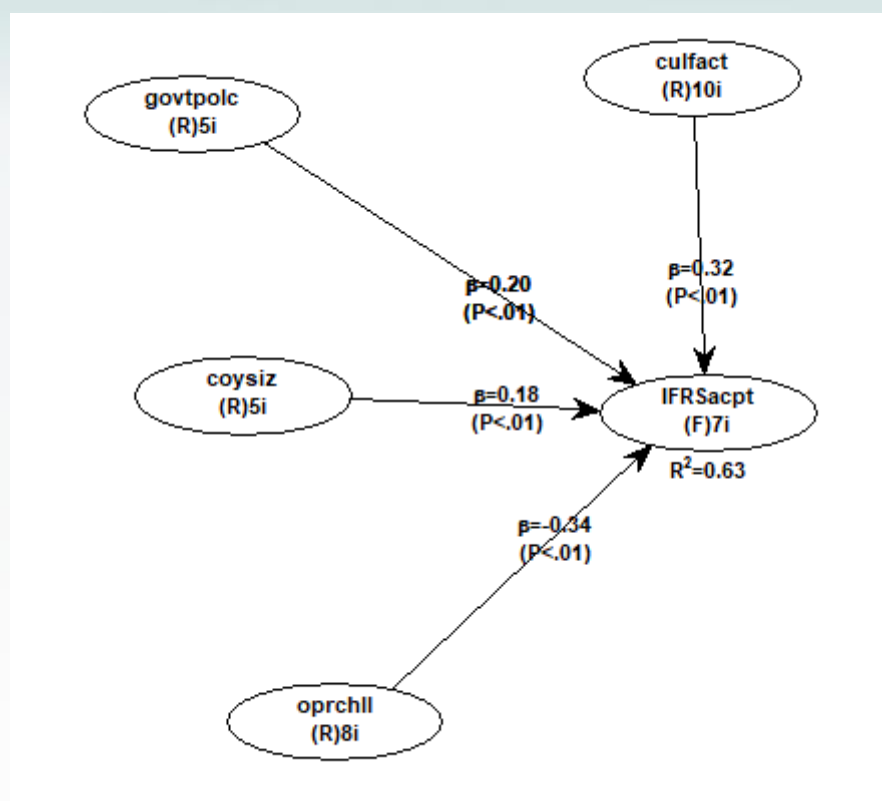 culfact
(R)10i
govtpolc
(R)5i
β=0.32
(P<.01)
β=0.20
(P<.01)
coysiz
(R)5i
β=0.18
(P<.01)
IFRSacpt
(F)7i
R²=0.63
β=-0.34
(P<.01)
oprchll
(R)8i